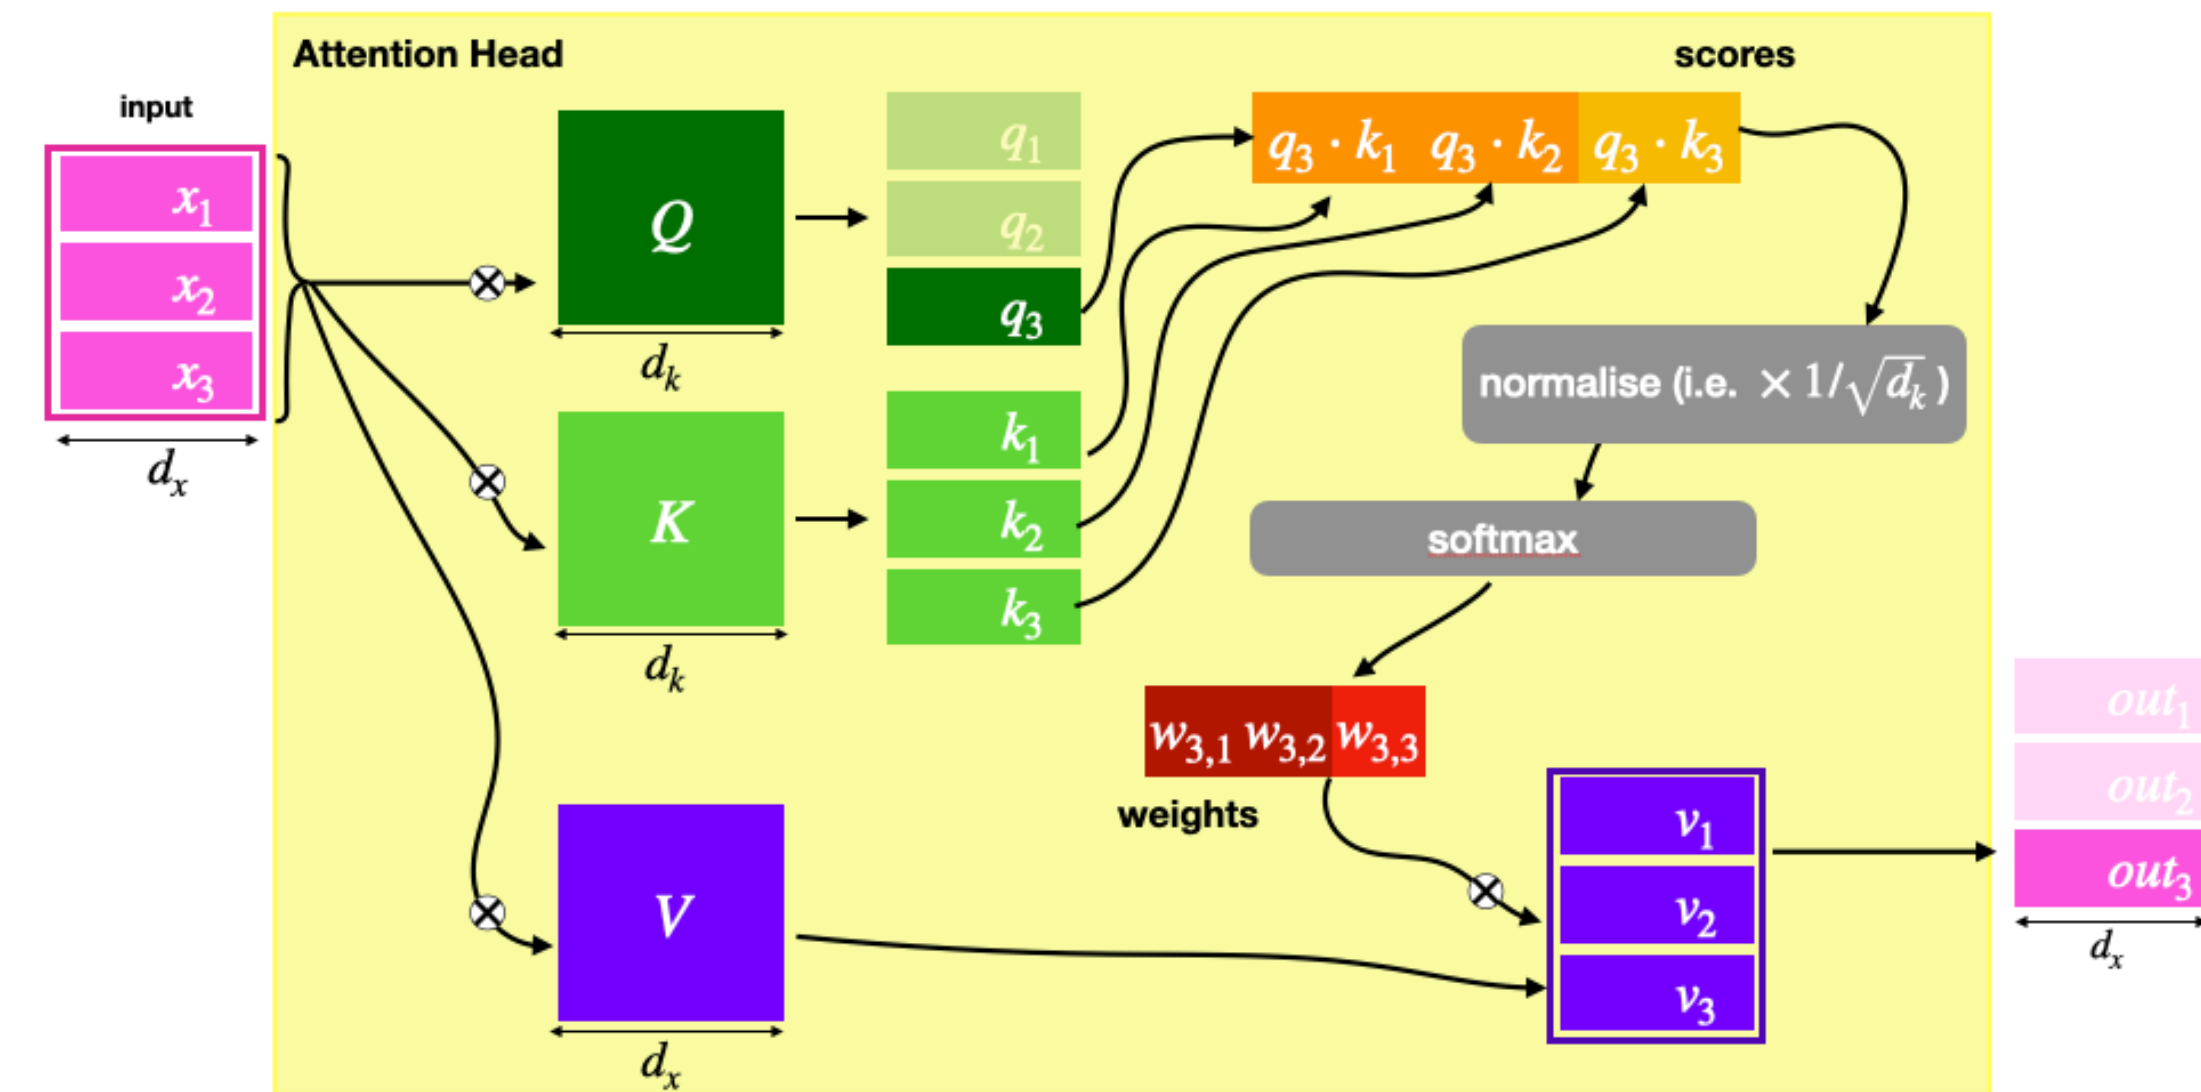 Attention Head
scores
input
x₁
x₂
x₃
dₓ
Q
dₖ
K
dₖ
V
dₓ
q₁
q₂
q₃
k₁
k₂
k₃
q₃ · k₁ q₃ · k₂ q₃ · k₃
normalise (i.e. × 1/√dₖ )
softmax
w₃,₁ w₃,₂ w₃,₃
weights
v₁
v₂
v₃
out₁
out₂
out₃
dₓ